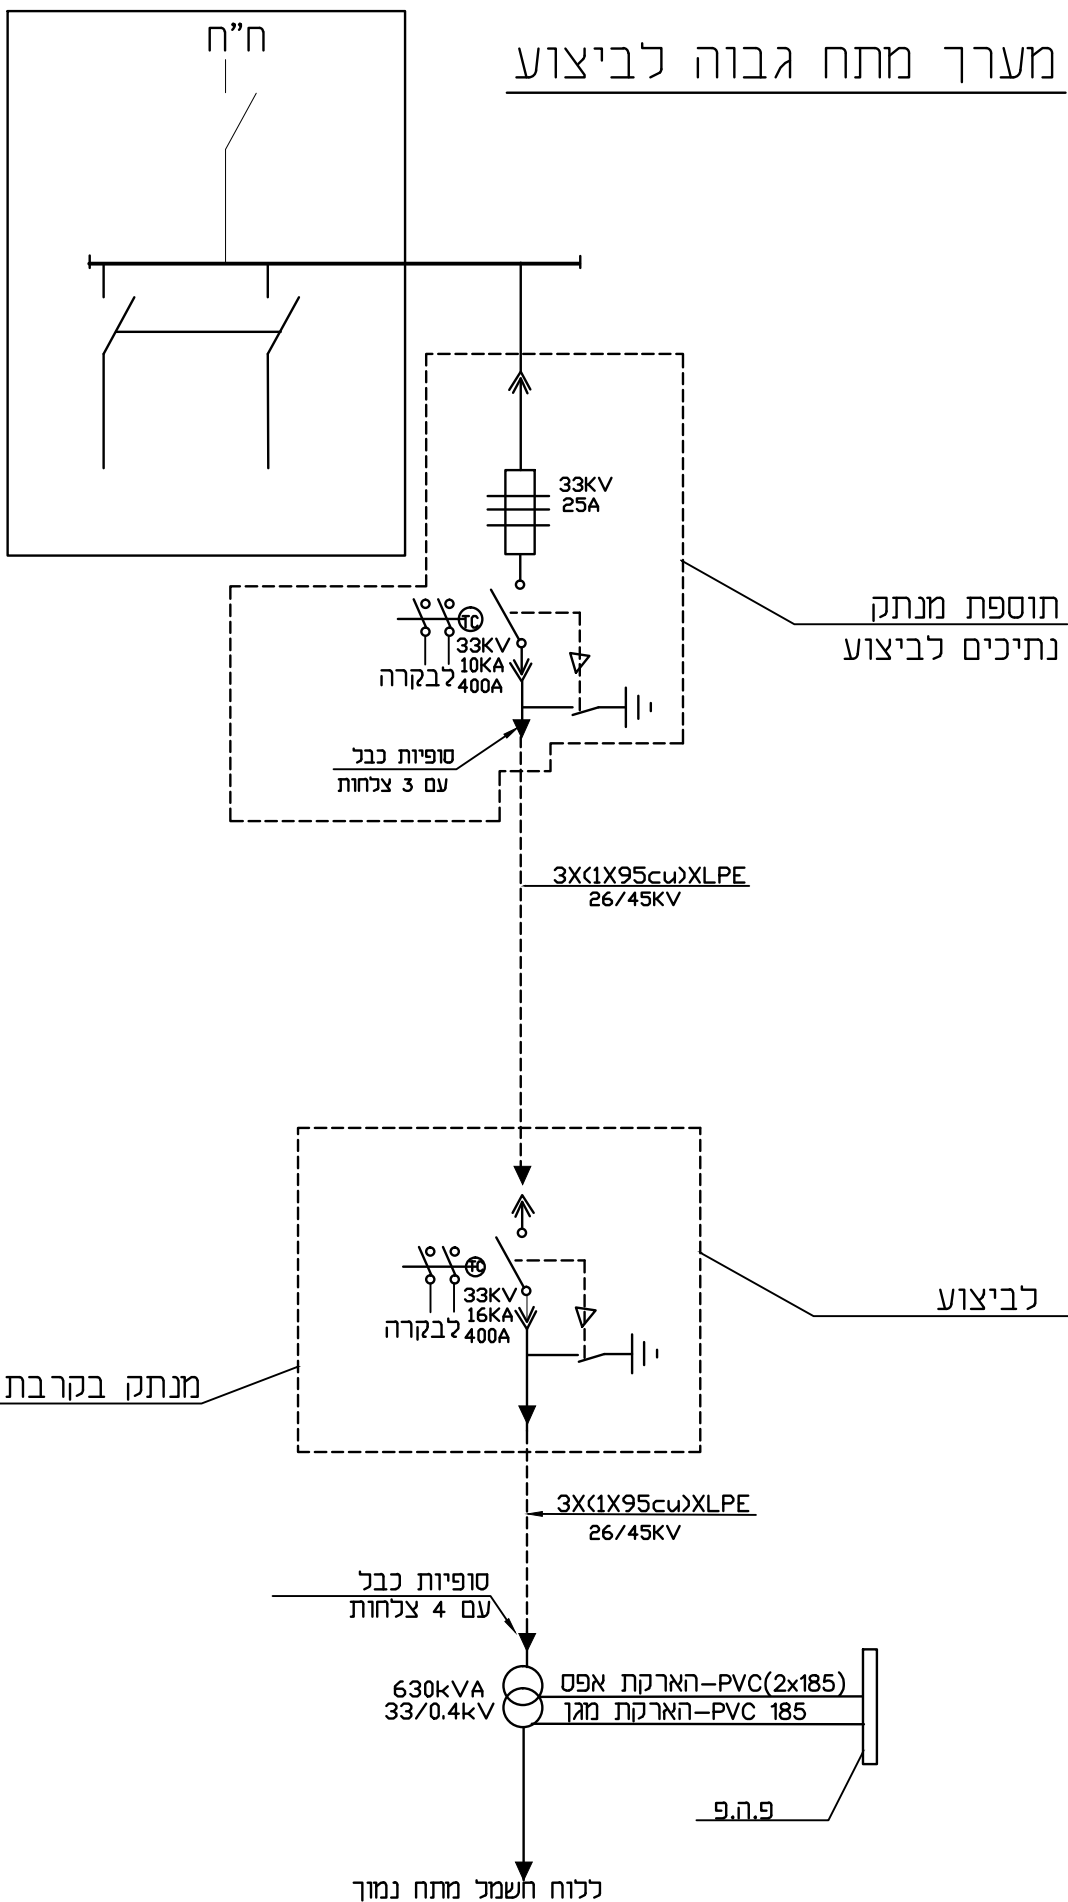 מערך מתח גבוה לביצוע
ח"ח
33KV
25A
תוספת מנתק
נתיכים לביצוע
TC
33KV
10KA
400A
לבקרה
סופיות כבל
עם 3 צלחות
3X(1X95cu)XLPE
26/45KV
TC
33KV
16KA
400A
לבקרה
לביצוע
מנתק בקרבת
3X(1X95cu)XLPE
26/45KV
סופיות כבל
עם 4 צלחות
630kVA
33/0.4kV
הארקת אפס-PVC(2x185)
הארקת מגן-PVC 185
פ.ה.פ
ללוח חשמל מתח נמוך